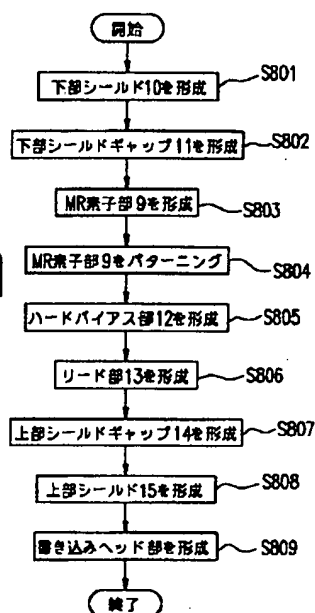 開始
下部シールド10を形成
S801
下部シールドギャップ11を形成
S802
MR素子部9を形成
S803
MR素子部9をパターニング
S804
ハードバイアス部12を形成
S805
リード部13を形成
S806
上部シールドギャップ14を形成
S807
上部シールド15を形成
S808
書き込みヘッド部を形成
S809
終了